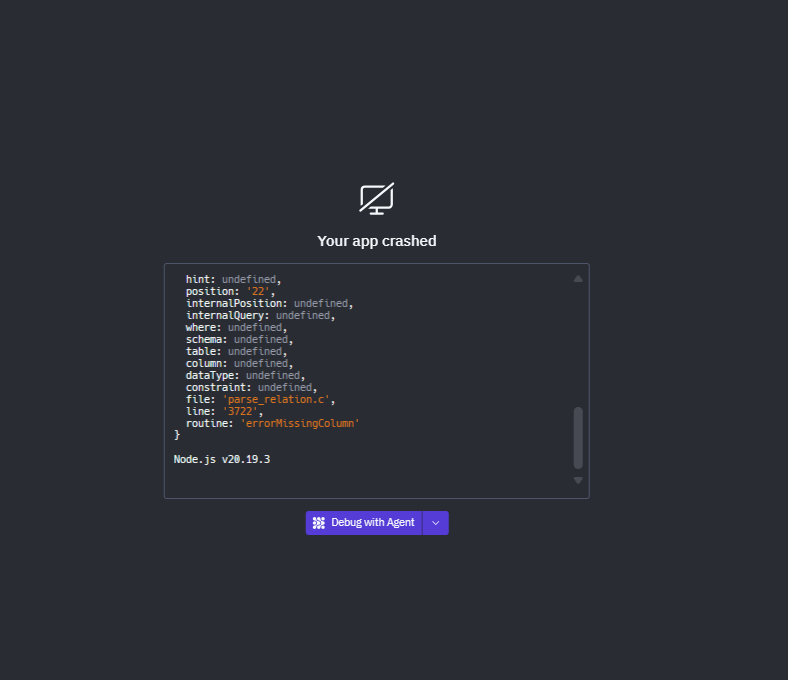 Your app crashed
hint: undefined,
position: '22',
internalPosition: undefined,
internalQuery: undefined,
where: undefined,
schema: undefined,
table: undefined,
column: undefined,
dataType: undefined,
constraint: undefined,
file: 'parse_relation.c',
line: '3722',
routine: 'errorMissingColumn'
}
Node.js v20.19.3
Debug with Agent